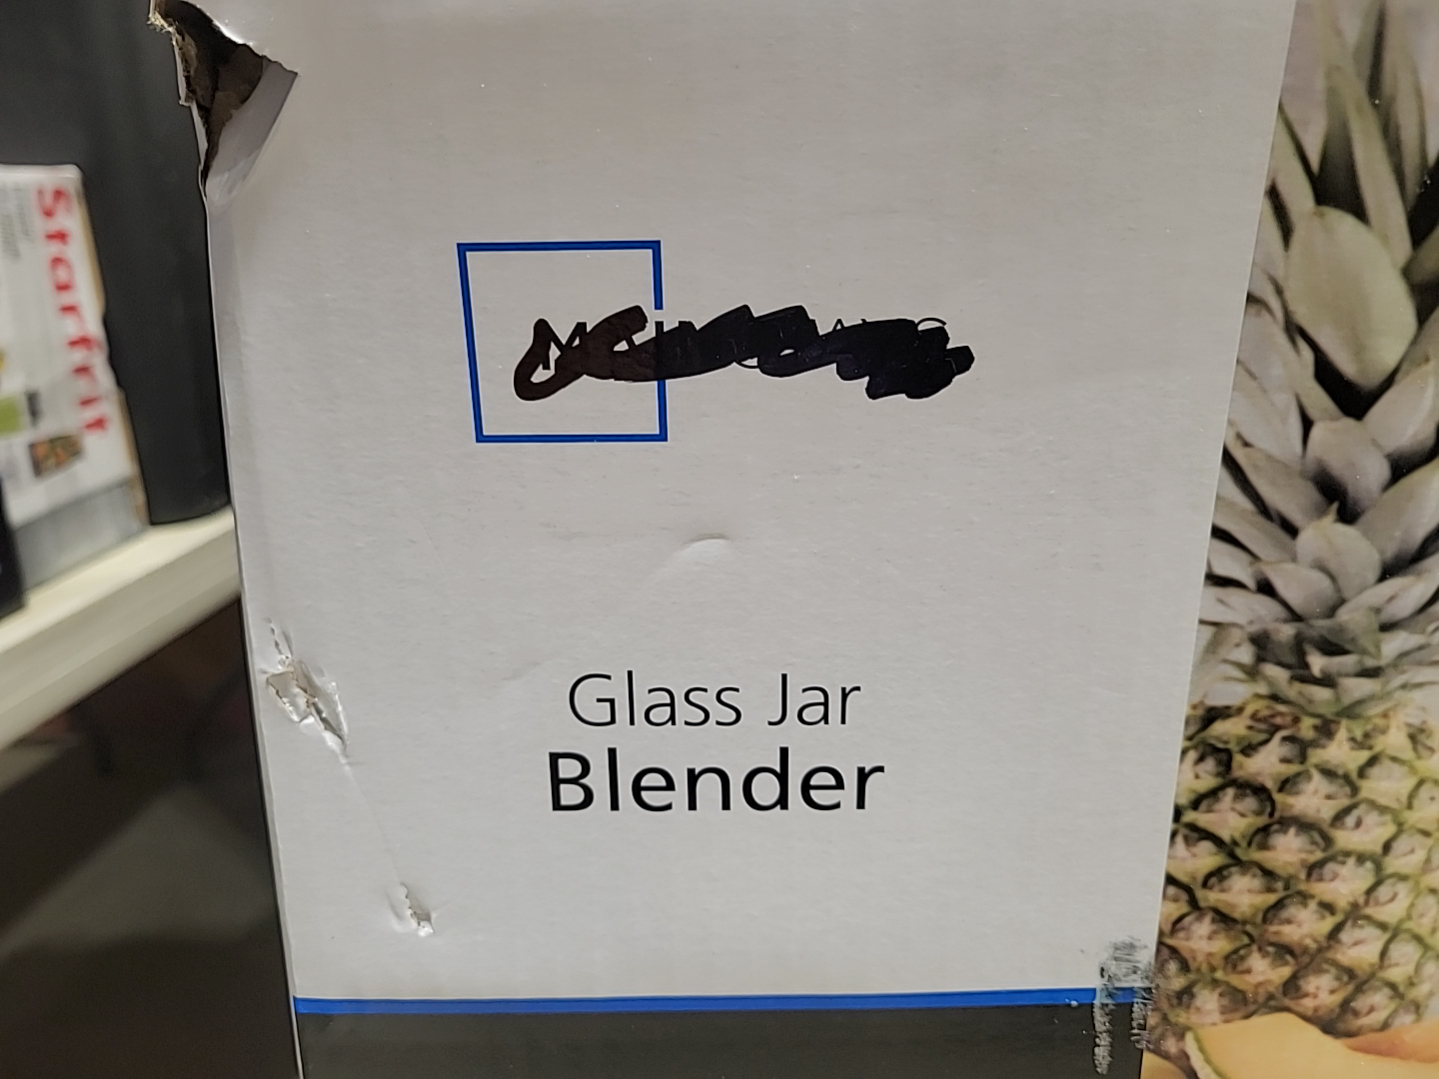 Starfrit
Glass Jar
Blender